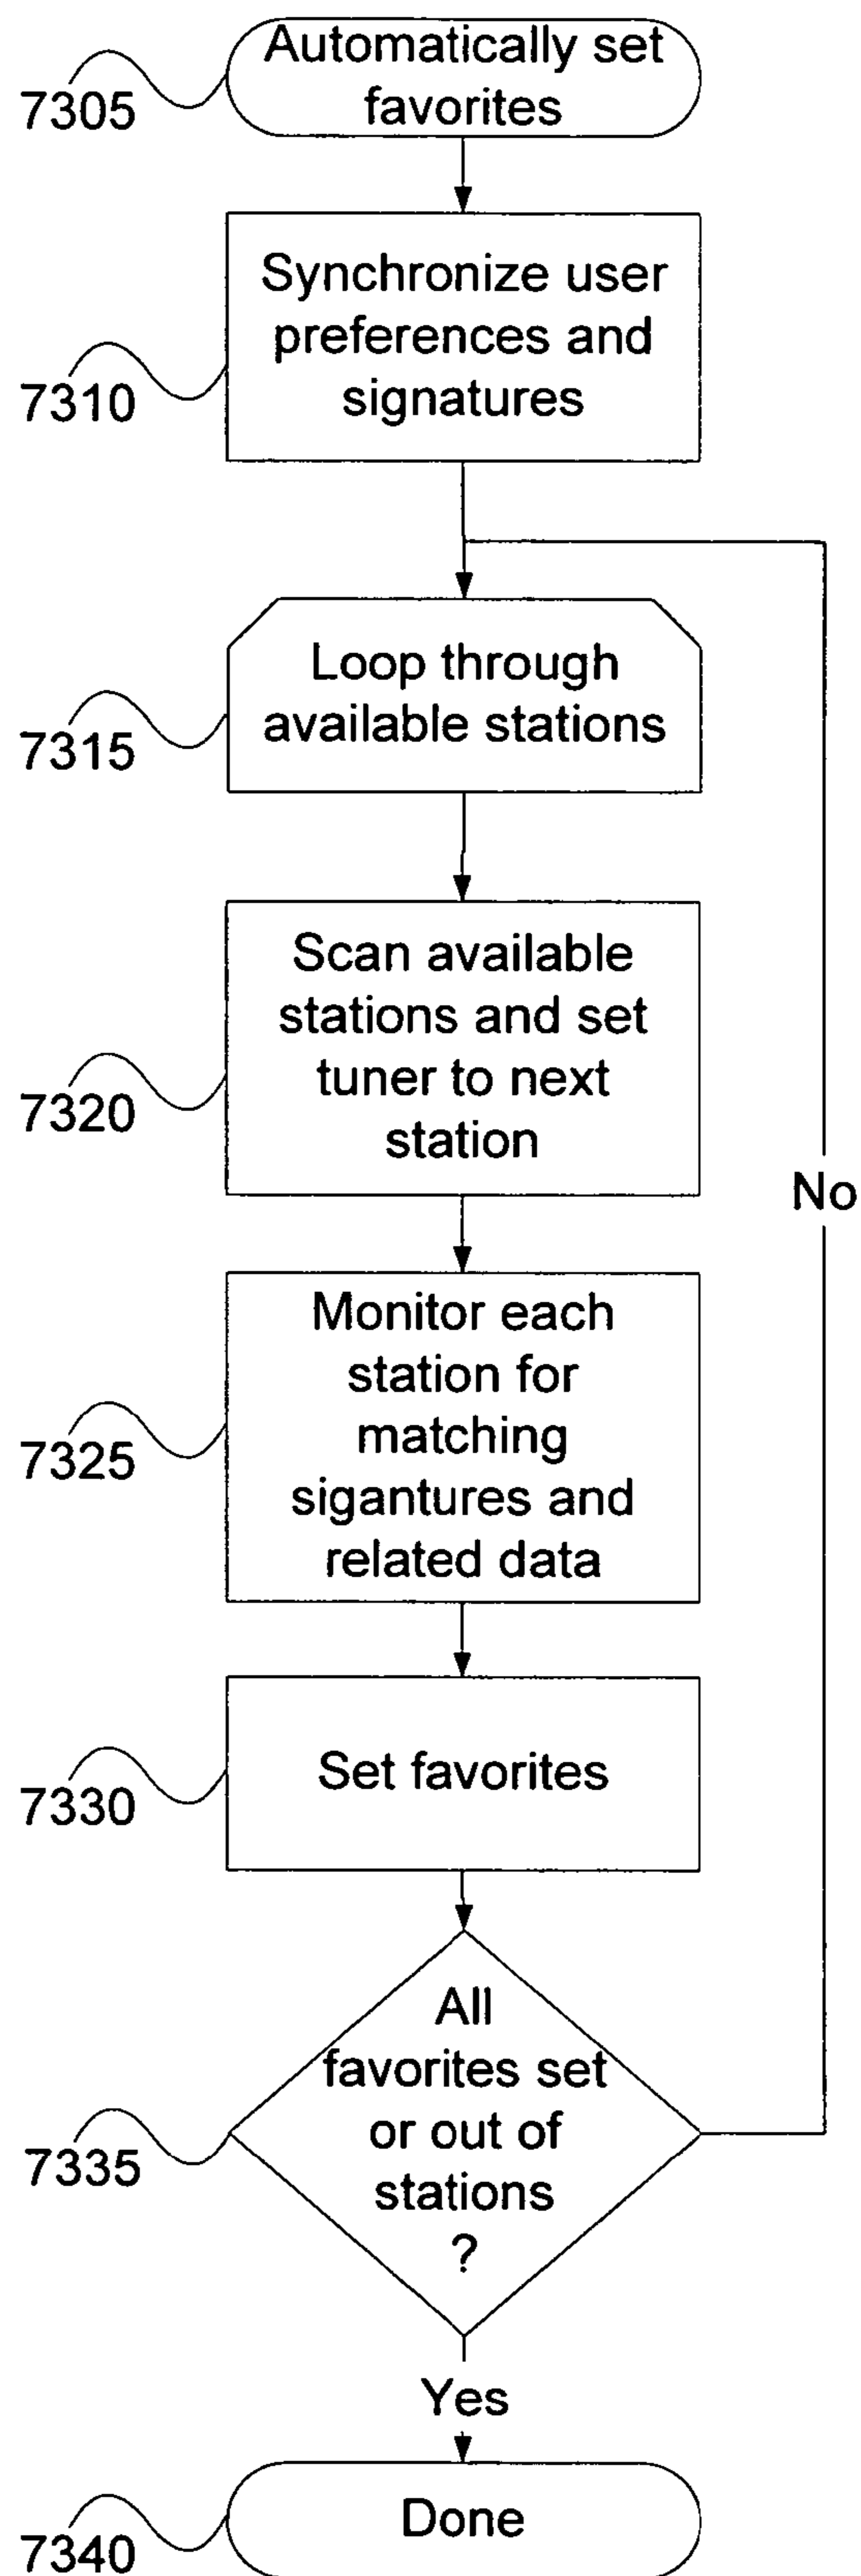 Automatically set
favorites
7305
Synchronize user
preferences and
signatures
7310
Loop through
available stations
7315
Scan available
stations and set
tuner to next
station
7320
No
Monitor each
station for
matching
sigantures and
related data
7325
Set favorites
7330
All
favorites set
or out of
stations
?
7335
Yes
Done
7340